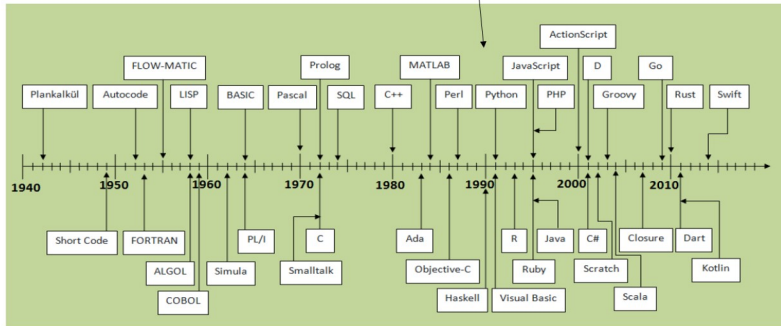 ActionScript
FLOW-MATIC
Prolog
MATLAB
JavaScript
D
Go
Plankalkül
Autocode
LISP
BASIC
Pascal
SQL
C++
Perl
Python
PHP
Groovy
Rust
Swift
1940
1950
1960
1970
1980
1990
2000
2010
Short Code
FORTRAN
PL/I
C
Ada
R
Java
C#
Closure
Dart
ALGOL
Simula
Smalltalk
Objective-C
Ruby
Scratch
Kotlin
COBOL
Haskell
Visual Basic
Scala